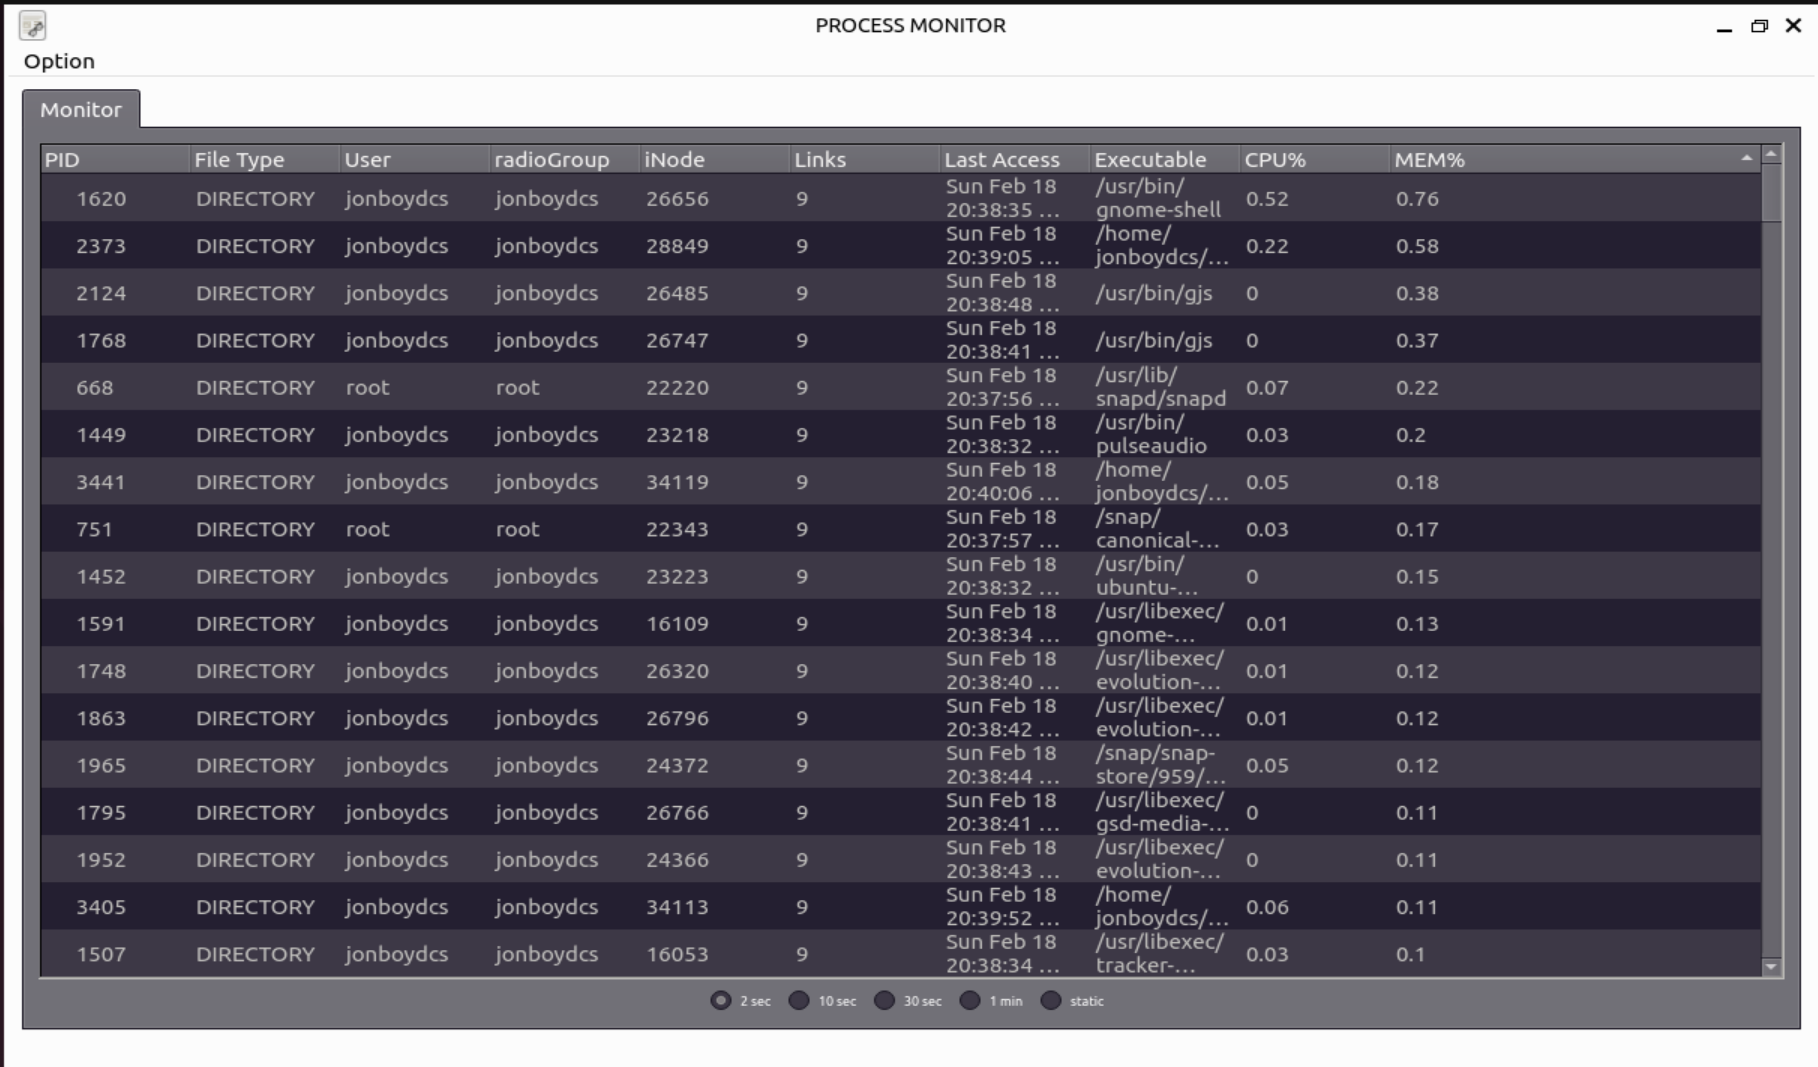 PROCESS MONITOR
Option
Monitor
PID File Type User radioGroup iNode Links Last Access Executable CPU% MEM%
1620 DIRECTORY jonboydcs jonboydcs 26656 9 Sun Feb 18 20:38:35 ... /usr/bin/gnome-shell 0.52 0.76
2373 DIRECTORY jonboydcs jonboydcs 28849 9 Sun Feb 18 20:39:05 ... /home/jonboydcs/... 0.22 0.58
2124 DIRECTORY jonboydcs jonboydcs 26485 9 Sun Feb 18 20:38:48 ... /usr/bin/gjs 0 0.38
1768 DIRECTORY jonboydcs jonboydcs 26747 9 Sun Feb 18 20:38:41 ... /usr/bin/gjs 0 0.37
668 DIRECTORY root root 22220 9 Sun Feb 18 20:37:56 ... /usr/lib/snapd/snapd 0.07 0.22
1449 DIRECTORY jonboydcs jonboydcs 23218 9 Sun Feb 18 20:38:32 ... /usr/bin/pulseaudio 0.03 0.2
3441 DIRECTORY jonboydcs jonboydcs 34119 9 Sun Feb 18 20:40:06 ... /home/jonboydcs/... 0.05 0.18
751 DIRECTORY root root 22343 9 Sun Feb 18 20:37:57 ... /snap/canonical-... 0.03 0.17
1452 DIRECTORY jonboydcs jonboydcs 23223 9 Sun Feb 18 20:38:32 ... /usr/bin/ubuntu-... 0 0.15
1591 DIRECTORY jonboydcs jonboydcs 16109 9 Sun Feb 18 20:38:34 ... /usr/libexec/gnome-... 0.01 0.13
1748 DIRECTORY jonboydcs jonboydcs 26320 9 Sun Feb 18 20:38:40 ... /usr/libexec/evolution-... 0.01 0.12
1863 DIRECTORY jonboydcs jonboydcs 26796 9 Sun Feb 18 20:38:42 ... /usr/libexec/evolution-... 0.01 0.12
1965 DIRECTORY jonboydcs jonboydcs 24372 9 Sun Feb 18 20:38:44 ... /snap/snap-store/959/... 0.05 0.12
1795 DIRECTORY jonboydcs jonboydcs 26766 9 Sun Feb 18 20:38:41 ... /usr/libexec/gsd-media-... 0 0.11
1952 DIRECTORY jonboydcs jonboydcs 24366 9 Sun Feb 18 20:38:43 ... /usr/libexec/evolution-... 0 0.11
3405 DIRECTORY jonboydcs jonboydcs 34113 9 Sun Feb 18 20:39:52 ... /home/jonboydcs/... 0.06 0.11
1507 DIRECTORY jonboydcs jonboydcs 16053 9 Sun Feb 18 20:38:34 ... /usr/libexec/tracker-... 0.03 0.1
2 sec 10 sec 30 sec 1 min static